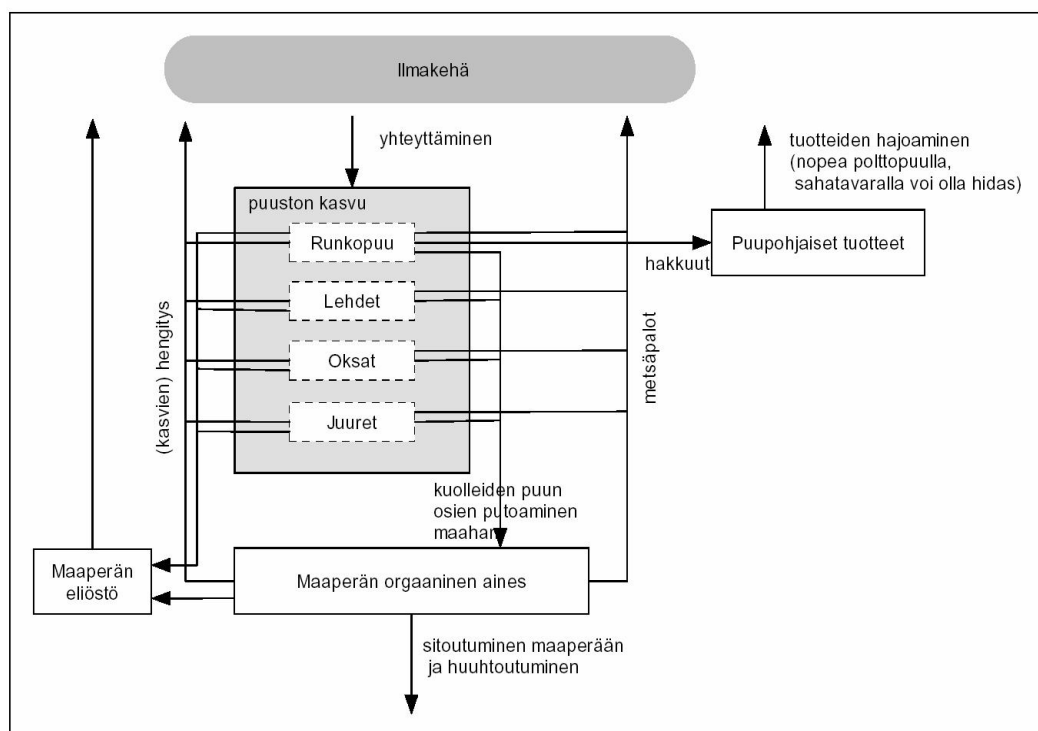 Ilmakehä
yhteyttäminen
tuotteiden hajoaminen
(nopea polttopuulla,
sahatavaralla voi olla hidas)
puuston kasvu
Runkopuu
Puupohjaiset tuotteet
hakkuut
Lehdet
Oksat
Juuret
(kasvien) hengitys
metsäpalot
kuolleiden puun
osien putoaminen
maahan
Maaperän
eliöstö
Maaperän orgaaninen aines
sitoutuminen maaperään
ja huuhtoutuminen